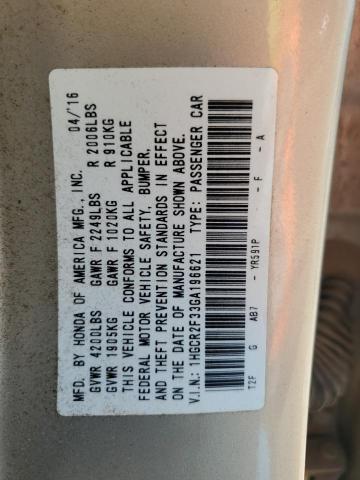 MFD. BY HONDA OF AMERICA MFG., INC. 04/16
GVWR 4200LBS GAWR F 2249LBS R 2006LBS
GVWR 1905KG GAWR F 1020KG R 910KG
THIS VEHICLE CONFORMS TO ALL APPLICABLE
FEDERAL MOTOR VEHICLE SAFETY, BUMPER,
AND THEFT PREVENTION STANDARDS IN EFFECT
ON THE DATE OF MANUFACTURE SHOWN ABOVE.
V.I.N.: 1HGCR2F33GA196621 TYPE: PASSENGER CAR
T2F G AB7 - YR591P - F - A